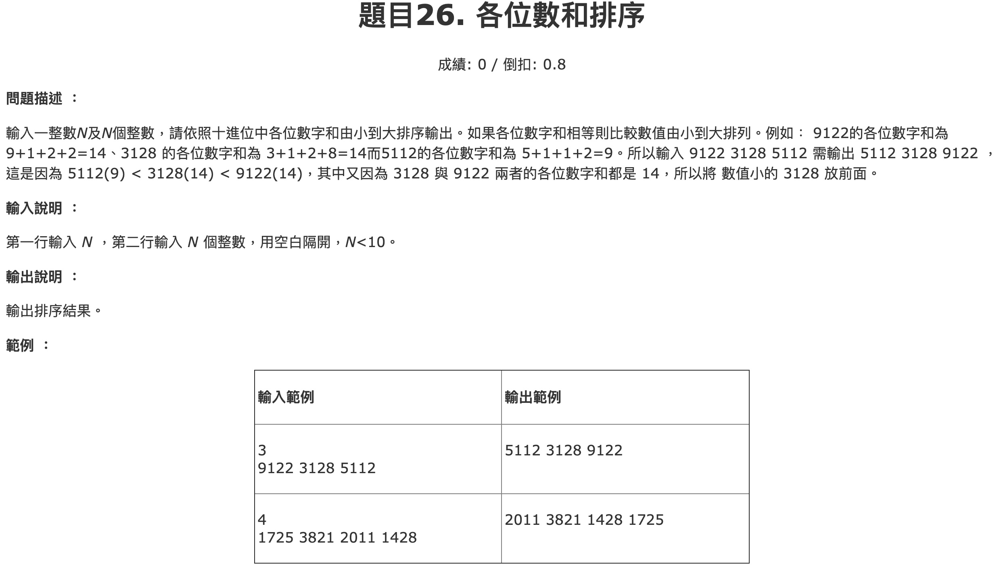 題目26. 各位數和排序
成績: 0 / 倒扣: 0.8
問題描述 ：
輸入一整數N及N個整數，請依照十進位中各位數字和由小到大排序輸出。如果各位數字和相等則比較數值由小到大排列。例如： 9122的各位數字和為
9+1+2+2=14、3128 的各位數字和為 3+1+2+8=14而5112的各位數字和為 5+1+1+2=9。所以輸入 9122 3128 5112 需輸出 5112 3128 9122 ，
這是因為 5112(9) < 3128(14) < 9122(14)，其中又因為 3128 與 9122 兩者的各位數字和都是 14，所以將 數值小的 3128 放前面。
輸入說明 ：
第一行輸入 N ，第二行輸入 N 個整數，用空白隔開，N<10。
輸出說明 ：
輸出排序結果。
範例 ：
輸入範例 輸出範例
3 5112 3128 9122
9122 3128 5112
4 2011 3821 1428 1725
1725 3821 2011 1428